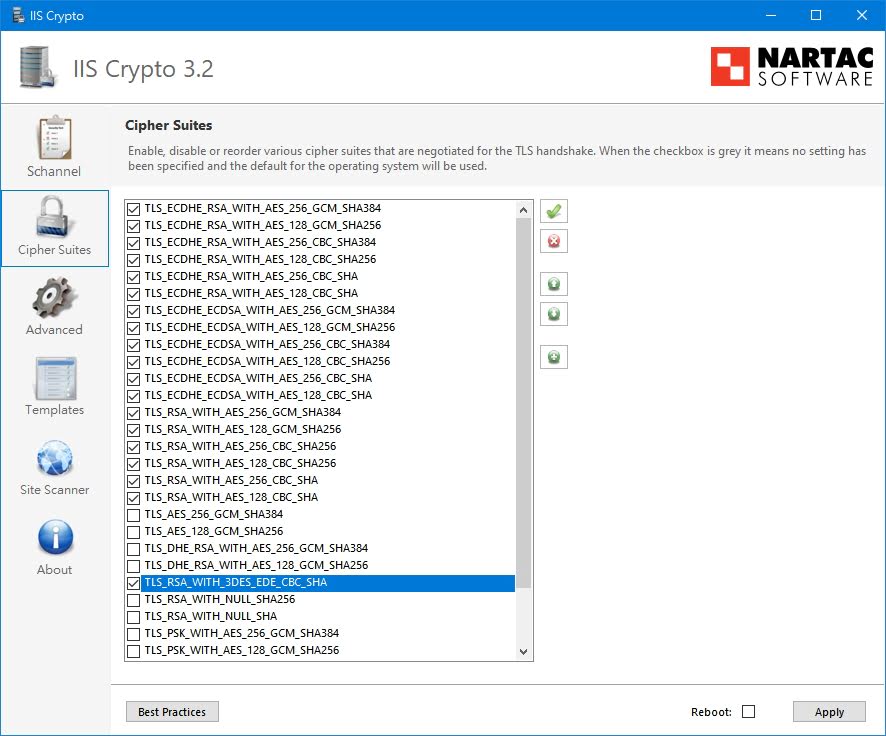 IIS Crypto
IIS Crypto 3.2
NARTAC
SOFTWARE
Schannel
Cipher Suites
Advanced
Templates
Site Scanner
About
Cipher Suites
Enable, disable or reorder various cipher suites that are negotiated for the TLS handshake. When the checkbox is grey it means no setting has
been specified and the default for the operating system will be used.
TLS_ECDHE_RSA_WITH_AES_256_GCM_SHA384
TLS_ECDHE_RSA_WITH_AES_128_GCM_SHA256
TLS_ECDHE_RSA_WITH_AES_256_CBC_SHA384
TLS_ECDHE_RSA_WITH_AES_128_CBC_SHA256
TLS_ECDHE_RSA_WITH_AES_256_CBC_SHA
TLS_ECDHE_RSA_WITH_AES_128_CBC_SHA
TLS_ECDHE_ECDSA_WITH_AES_256_GCM_SHA384
TLS_ECDHE_ECDSA_WITH_AES_128_GCM_SHA256
TLS_ECDHE_ECDSA_WITH_AES_256_CBC_SHA384
TLS_ECDHE_ECDSA_WITH_AES_128_CBC_SHA256
TLS_ECDHE_ECDSA_WITH_AES_256_CBC_SHA
TLS_ECDHE_ECDSA_WITH_AES_128_CBC_SHA
TLS_RSA_WITH_AES_256_GCM_SHA384
TLS_RSA_WITH_AES_128_GCM_SHA256
TLS_RSA_WITH_AES_256_CBC_SHA256
TLS_RSA_WITH_AES_128_CBC_SHA256
TLS_RSA_WITH_AES_256_CBC_SHA
TLS_RSA_WITH_AES_128_CBC_SHA
TLS_AES_256_GCM_SHA384
TLS_AES_128_GCM_SHA256
TLS_DHE_RSA_WITH_AES_256_GCM_SHA384
TLS_DHE_RSA_WITH_AES_128_GCM_SHA256
TLS_RSA_WITH_3DES_EDE_CBC_SHA
TLS_RSA_WITH_NULL_SHA256
TLS_RSA_WITH_NULL_SHA
TLS_PSK_WITH_AES_256_GCM_SHA384
TLS_PSK_WITH_AES_128_GCM_SHA256
Best Practices
Reboot:
Apply